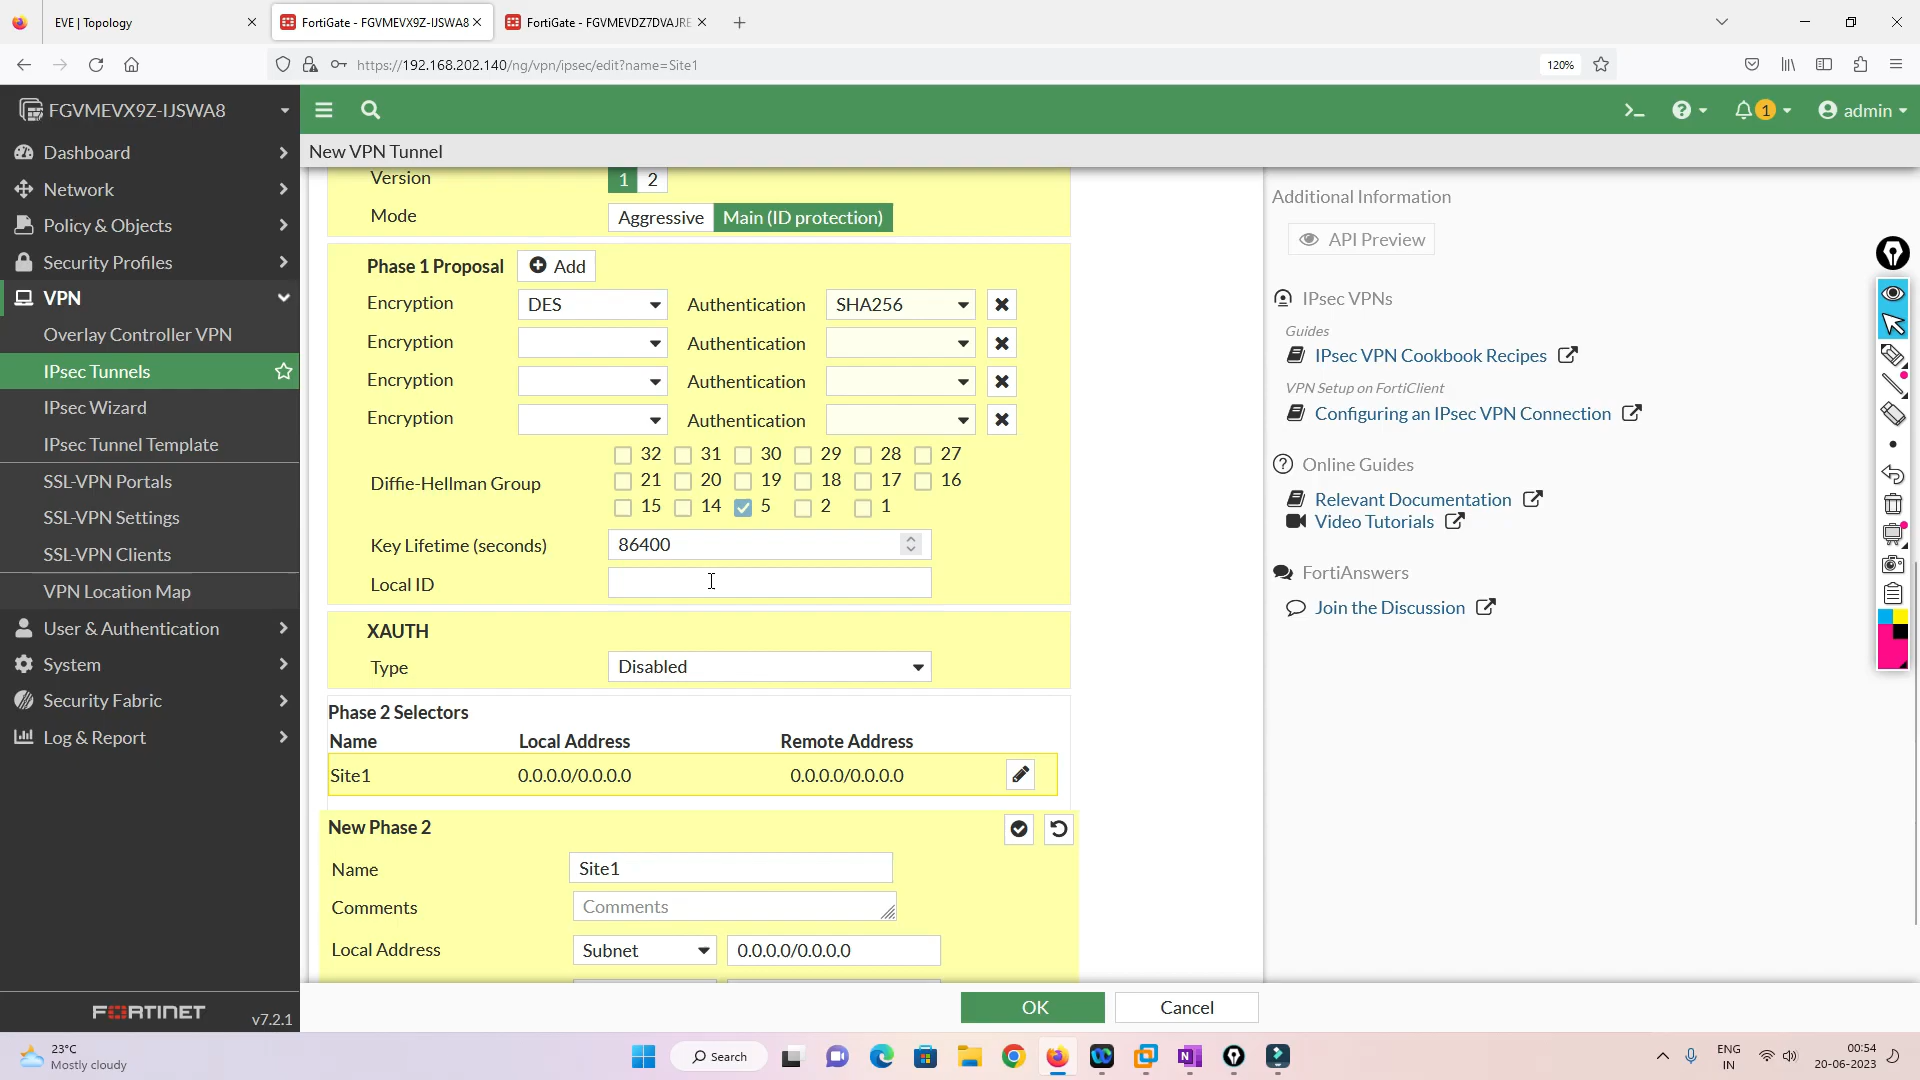 EVE | Topology
FortiGate - FGVMEVX9Z-IJSWA8
FortiGate - FGVMEVDZ7DVAJRE
https://192.168.202.140/ng/vpn/ipsec/edit?name=Site1
120%
FGVMEVX9Z-IJSWA8
1
admin
Dashboard
Network
Policy & Objects
Security Profiles
VPN
Overlay Controller VPN
IPsec Tunnels
IPsec Wizard
IPsec Tunnel Template
SSL-VPN Portals
SSL-VPN Settings
SSL-VPN Clients
VPN Location Map
User & Authentication
System
Security Fabric
Log & Report
FORTINET
v7.2.1
New VPN Tunnel
Version 1 2
Mode Aggressive Main (ID protection)
Phase 1 Proposal Add
Encryption DES Authentication SHA256
Encryption Authentication
Encryption Authentication
Encryption Authentication
Diffie-Hellman Group
32 31 30 29 28 27
21 20 19 18 17 16
15 14 5 2 1
Key Lifetime (seconds) 86400
Local ID
XAUTH
Type Disabled
Phase 2 Selectors
Name Local Address Remote Address
Site1 0.0.0.0/0.0.0.0 0.0.0.0/0.0.0.0
New Phase 2
Name Site1
Comments Comments
Local Address Subnet 0.0.0.0/0.0.0.0
OK Cancel
Additional Information
API Preview
IPsec VPNs
Guides
IPsec VPN Cookbook Recipes
VPN Setup on FortiClient
Configuring an IPsec VPN Connection
Online Guides
Relevant Documentation
Video Tutorials
FortiAnswers
Join the Discussion
23°C
Mostly cloudy
Search
ENG
IN
00:54
20-06-2023